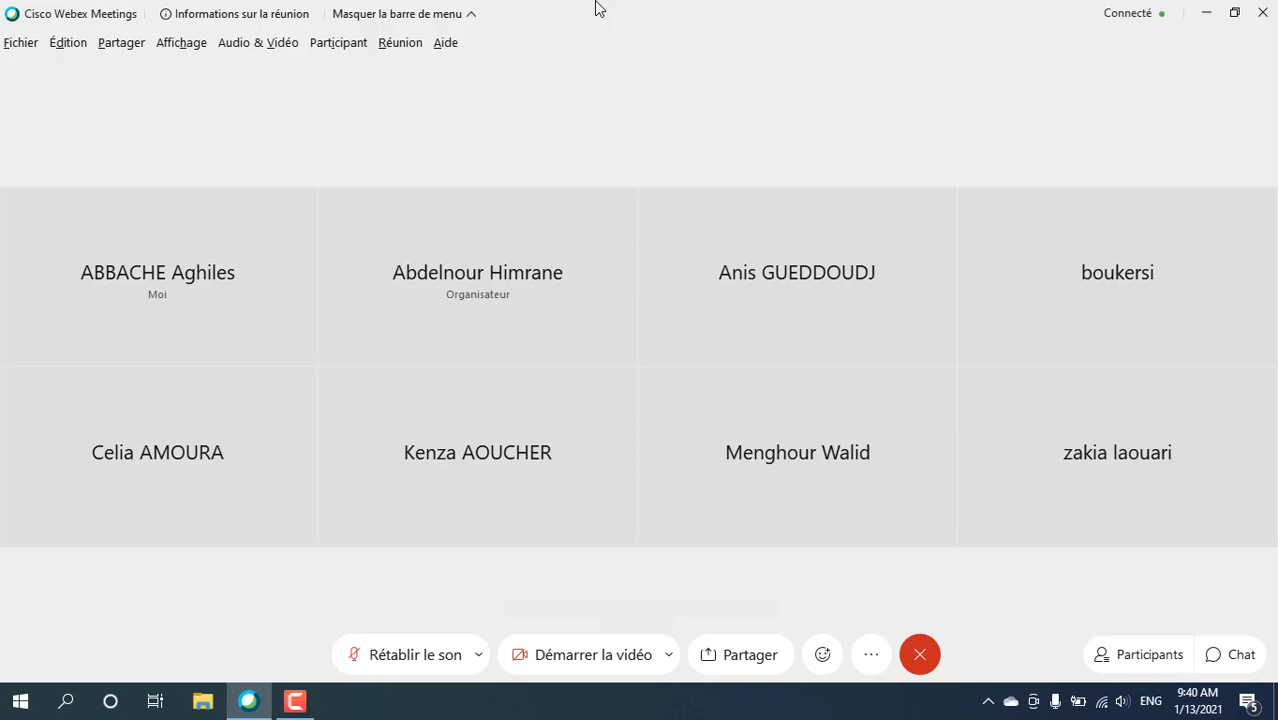 Cisco Webex Meetings Informations sur la réunion Masquer la barre de menu Connecté
Fichier Édition Partager Affichage Audio & Vidéo Participant Réunion Aide
ABBACHE Aghiles
Moi
Abdelnour Himrane
Organisateur
Anis GUEDDOUDJ
boukersi
Celia AMOURA
Kenza AOUCHER
Menghour Walid
zakia laouari
Rétablir le son Démarrer la vidéo Partager Participants Chat
ENG
9:40 AM
1/13/2021
5